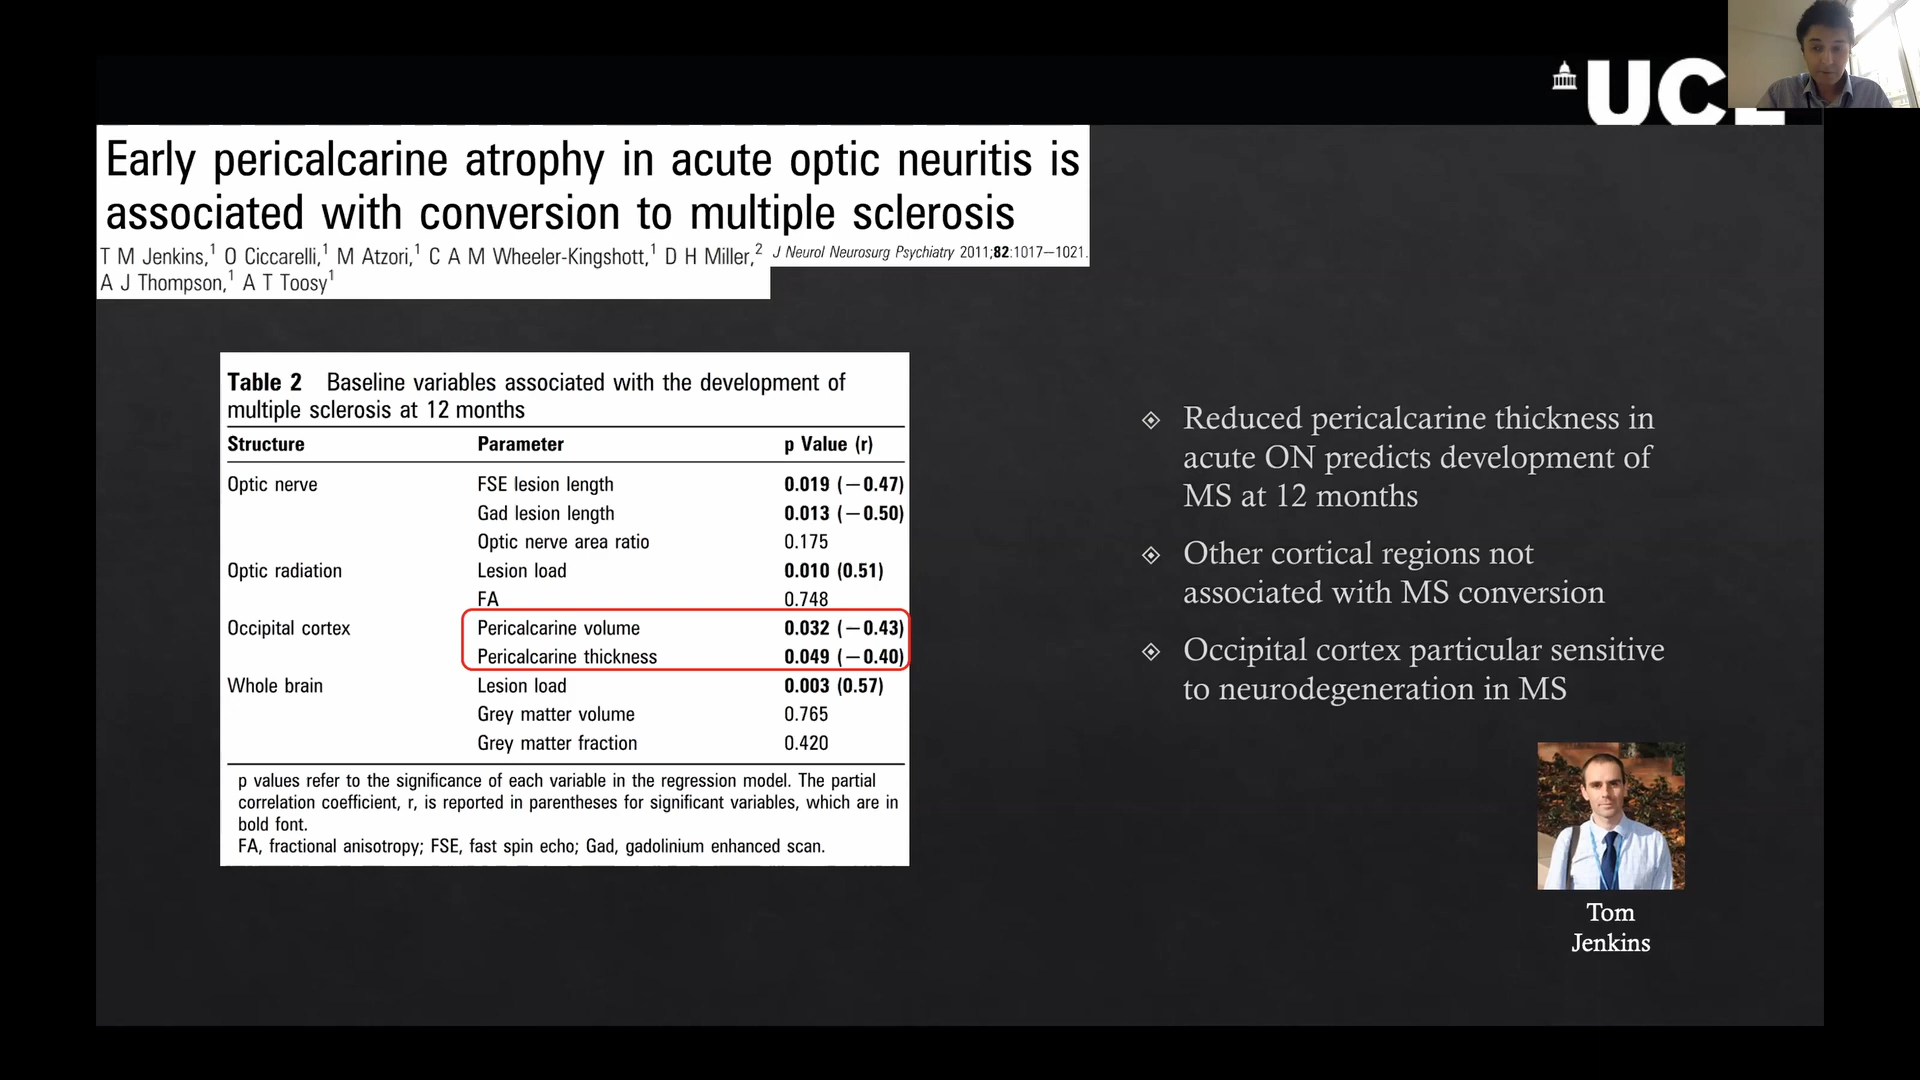 UCL
Early pericalcarine atrophy in acute optic neuritis is
associated with conversion to multiple sclerosis
T M Jenkins,¹ O Ciccarelli,¹ M Atzori,¹ C A M Wheeler-Kingshott,¹ D H Miller,² J Neurol Neurosurg Psychiatry 2011;82:1017–1021.
A J Thompson,¹ A T Toosy¹
Table 2 Baseline variables associated with the development of
multiple sclerosis at 12 months
Structure Parameter p Value (r)
Optic nerve FSE lesion length 0.019 (−0.47)
Gad lesion length 0.013 (−0.50)
Optic nerve area ratio 0.175
Optic radiation Lesion load 0.010 (0.51)
FA 0.748
Occipital cortex Pericalcarine volume 0.032 (−0.43)
Pericalcarine thickness 0.049 (−0.40)
Whole brain Lesion load 0.003 (0.57)
Grey matter volume 0.765
Grey matter fraction 0.420
p values refer to the significance of each variable in the regression model. The partial
correlation coefficient, r, is reported in parentheses for significant variables, which are in
bold font.
FA, fractional anisotropy; FSE, fast spin echo; Gad, gadolinium enhanced scan.
Reduced pericalcarine thickness in
acute ON predicts development of
MS at 12 months
Other cortical regions not
associated with MS conversion
Occipital cortex particular sensitive
to neurodegeneration in MS
Tom
Jenkins